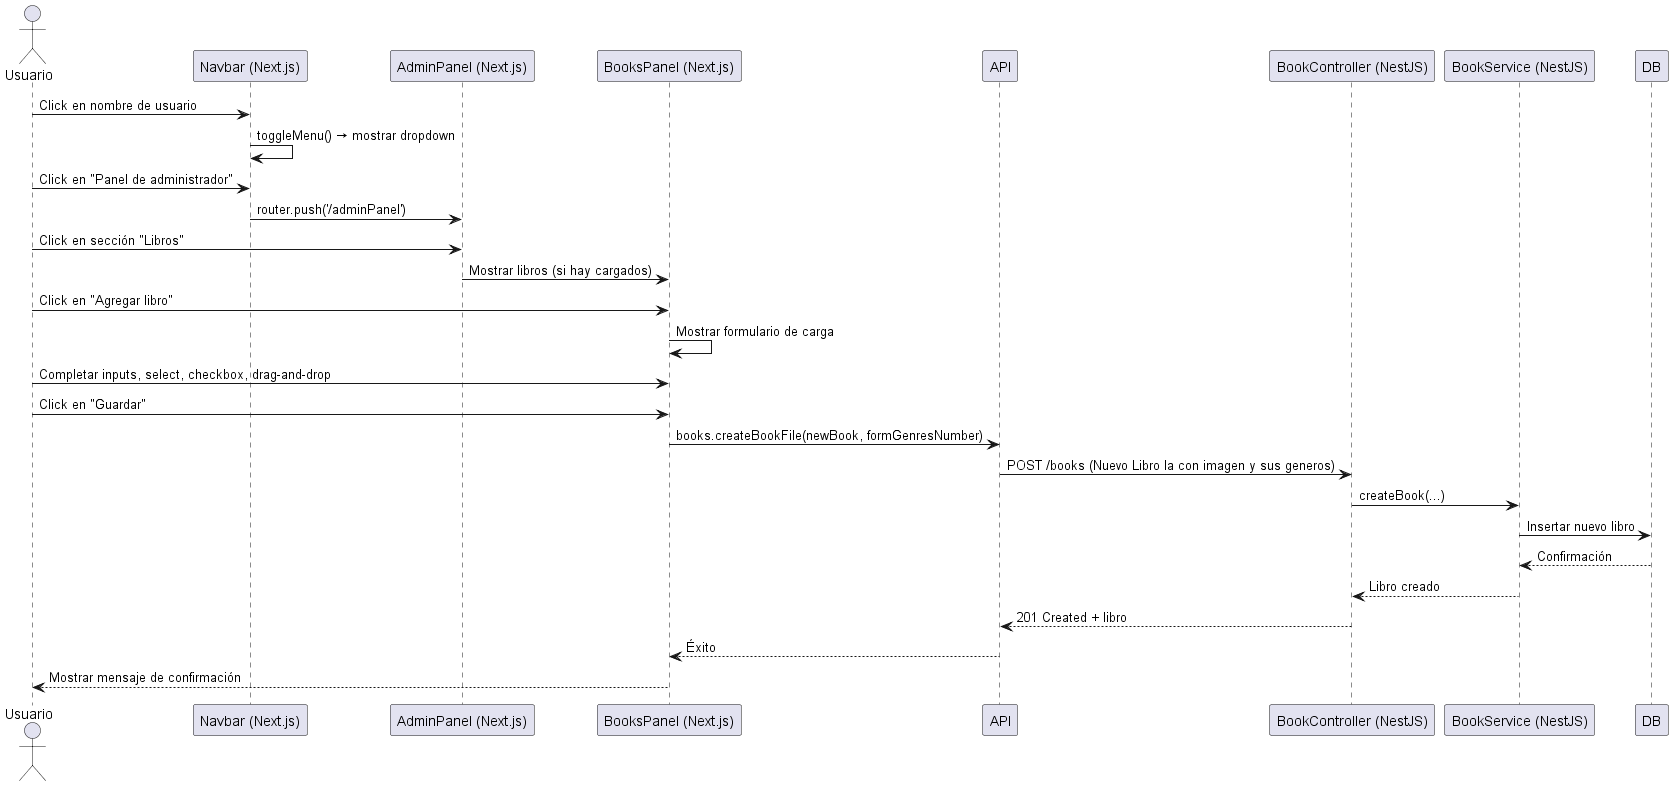 Usuario
Navbar (Next.js)
AdminPanel (Next.js)
BooksPanel (Next.js)
API
BookController (NestJS)
BookService (NestJS)
DB
Click en nombre de usuario
toggleMenu() → mostrar dropdown
Click en "Panel de administrador"
router.push('/adminPanel')
Click en sección "Libros"
Mostrar libros (si hay cargados)
Click en "Agregar libro"
Mostrar formulario de carga
Completar inputs, select, checkbox, drag-and-drop
Click en "Guardar"
books.createBookFile(newBook, formGenresNumber)
POST /books (Nuevo Libro la con imagen y sus generos)
createBook(...)
Insertar nuevo libro
Confirmación
Libro creado
201 Created + libro
Éxito
Mostrar mensaje de confirmación
Usuario
Navbar (Next.js)
AdminPanel (Next.js)
BooksPanel (Next.js)
API
BookController (NestJS)
BookService (NestJS)
DB